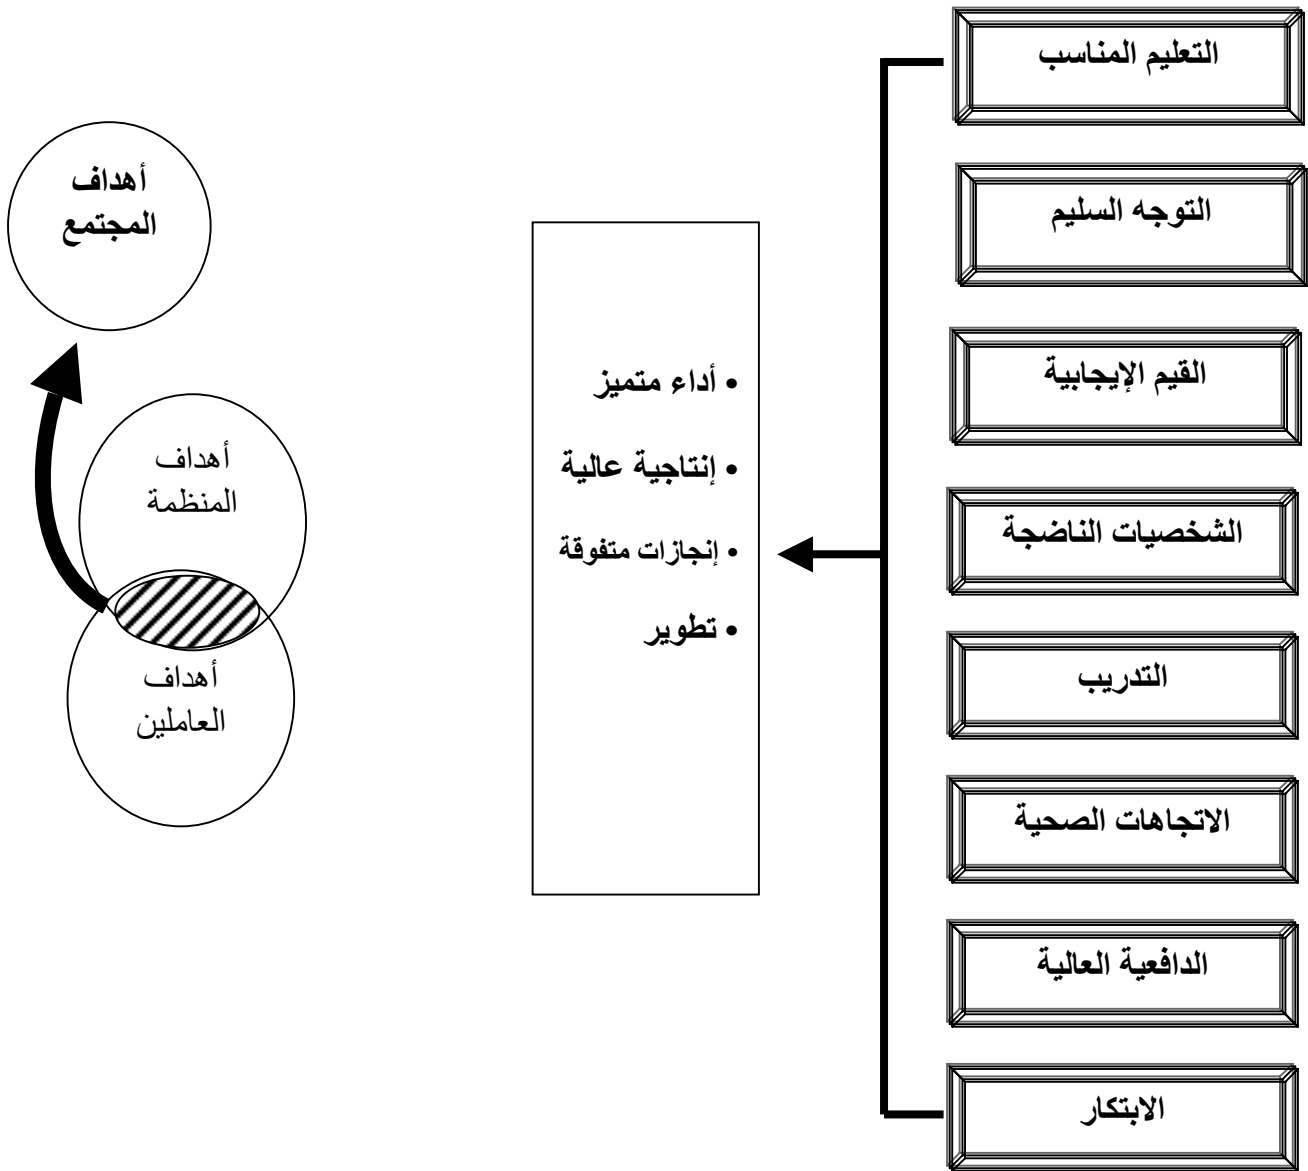 التعليم المناسب
التوجه السليم
القيم الإيجابية
الشخصيات الناضجة
التدريب
الاتجاهات الصحية
الدافعية العالية
الابتكار
• أداء متميز
• إنتاجية عالية
• إنجازات متفوقة
• تطوير
أهداف
المجتمع
أهداف
المنظمة
أهداف
العاملين